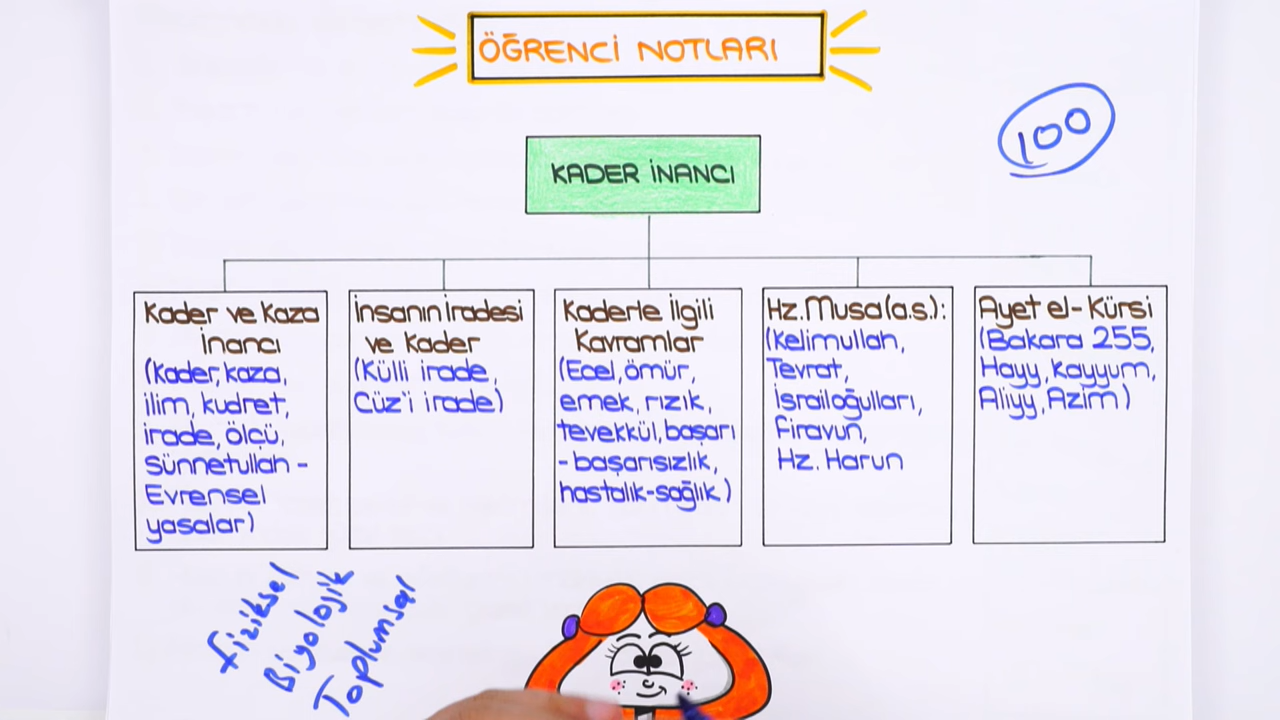 ÖĞRENCİ NOTLARI
100
KADER İNANCI
Kader ve Kaza
İnancı
(Kader, kaza,
ilim, kudret,
irade, ölçü,
Sünnetullah -
Evrensel
yasalar)
İnsanın İradesi
ve Kader
(Külli irade,
Cüz'i irade)
Kaderle İlgili
Kavramlar
(Ecel, ömür,
emek, rızık,
tevekkül, başarı
-başarısızlık,
hastalık-sağlık)
Hz. Musa (a.s.):
(Kelimullah,
Tevrat,
İsrailoğulları,
Firavun,
Hz. Harun
Ayet el-Kürsi
(Bakara 255,
Hayy, Kayyum,
Aliyy, Azim)
fiziksel
Biyolojik
Toplumsal